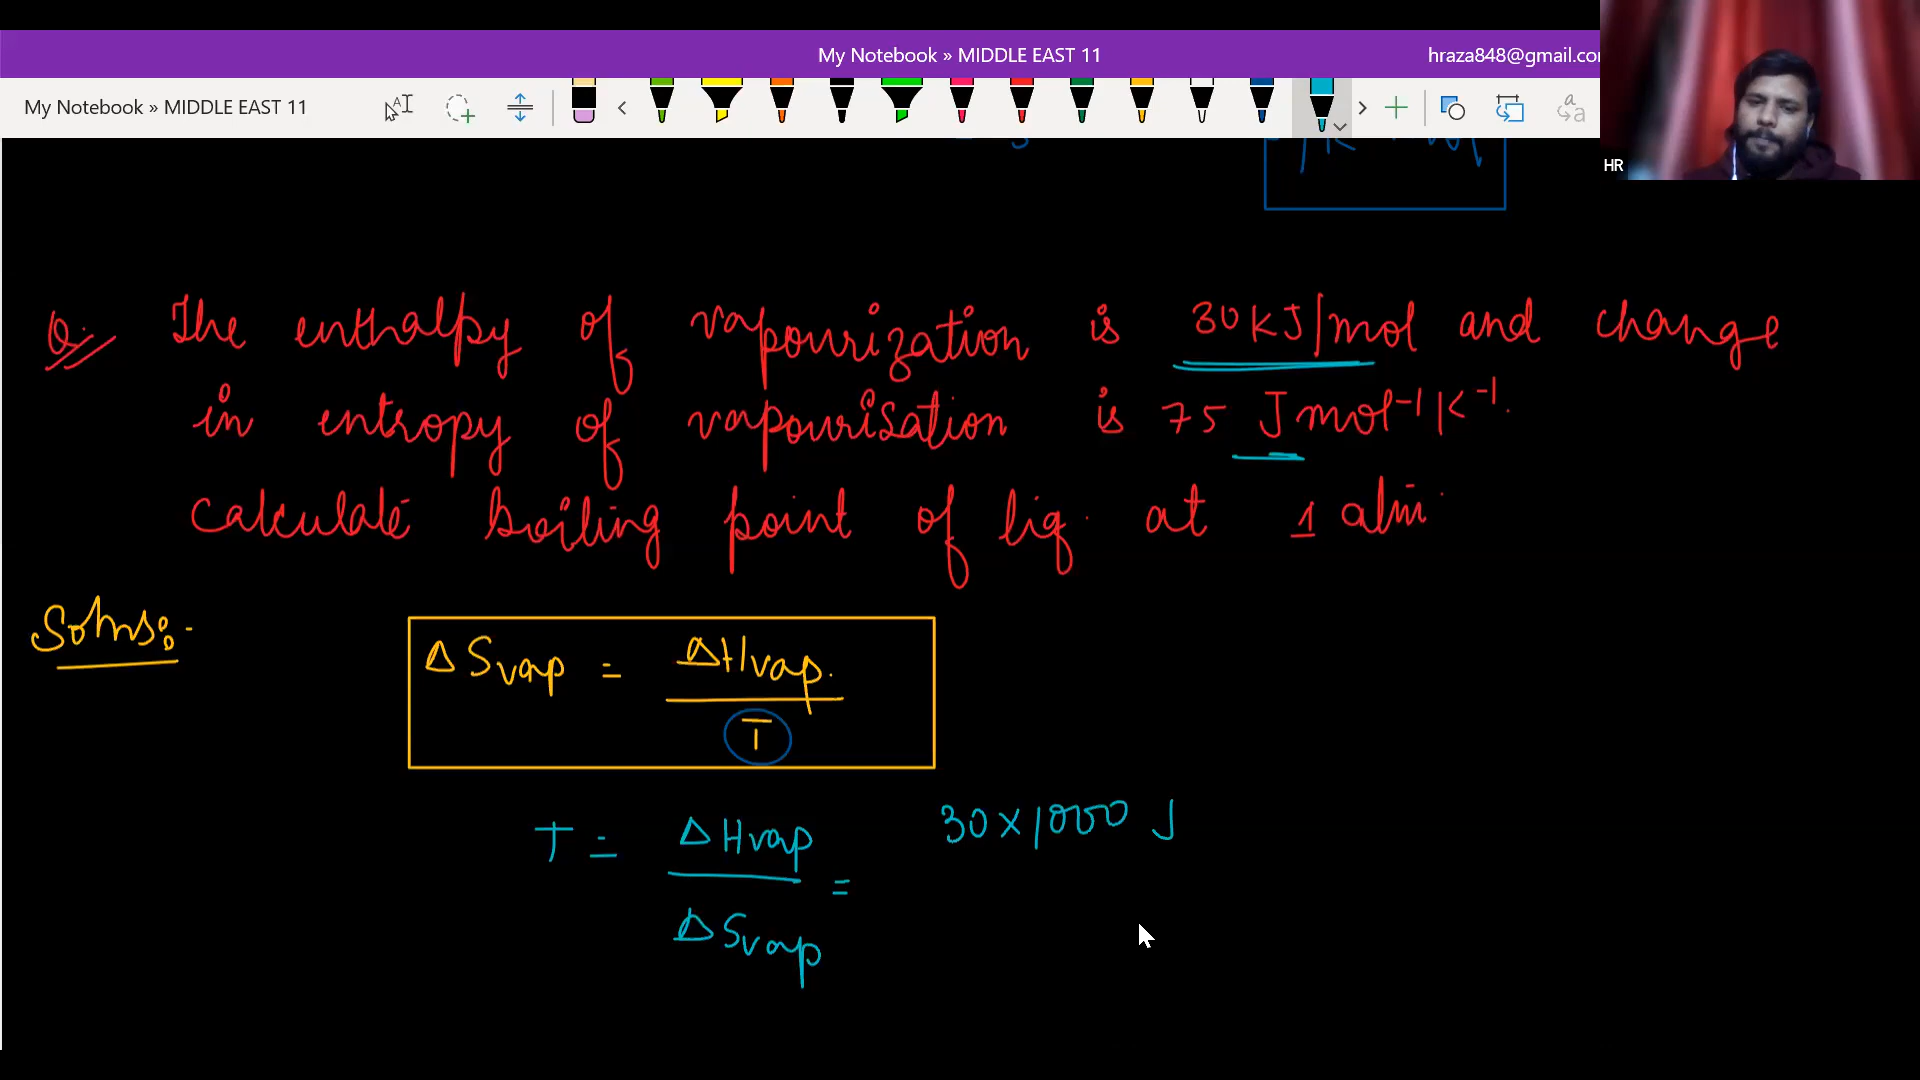 My Notebook » MIDDLE EAST 11
hraza848@gmail.co
My Notebook » MIDDLE EAST 11
HR
Q:// The enthalpy of vapourization is 30KJ/mol and change
in entropy of vapourisation is 75 J mol⁻¹ K⁻¹.
Calculate boiling point of liq. at 1 atm.
Solns:-
ΔSvap = ΔHvap.
T
T = ΔHvap = 30×1000 J
ΔSvap